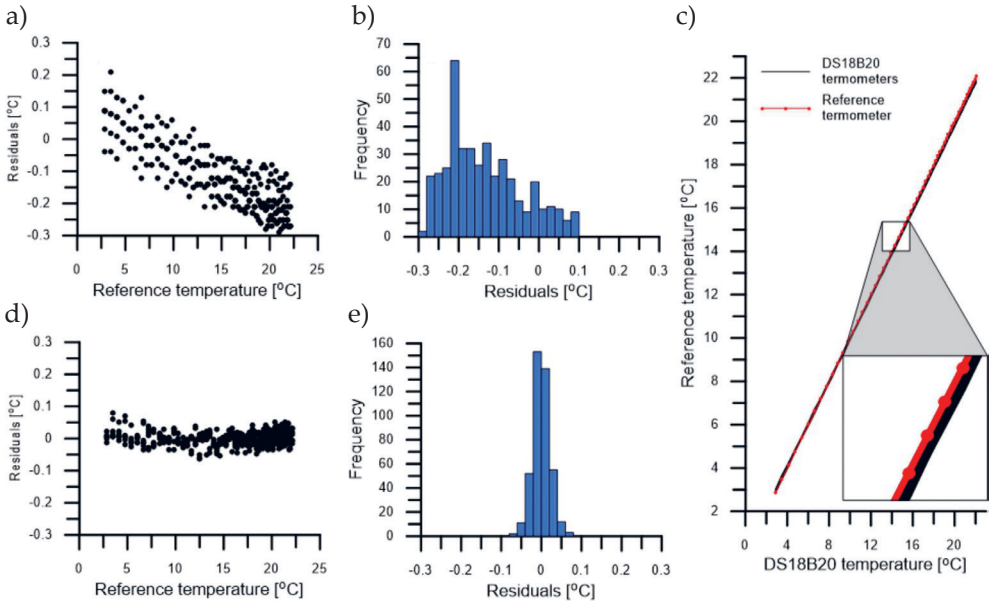 a)
0.3
0.2
0.1
0
-0.1
-0.2
-0.3
Residuals [°C]
0 5 10 15 20 25
Reference temperature [°C]
b)
70
60
50
40
30
20
10
0
Frequency
-0.3 -0.2 -0.1 0 0.1 0.2 0.3
Residuals [°C]
c)
22
20
18
16
14
12
10
8
6
4
2
Reference temperature [°C]
DS18B20
termometers
Reference
termometer
0 4 8 12 16 20
DS18B20 temperature [°C]
d)
0.3
0.2
0.1
0
-0.1
-0.2
-0.3
Residuals [°C]
0 5 10 15 20 25
Reference temperature [°C]
e)
160
140
120
100
80
60
40
20
0
Frequency
-0.3 -0.2 -0.1 0 0.1 0.2 0.3
Residuals [°C]